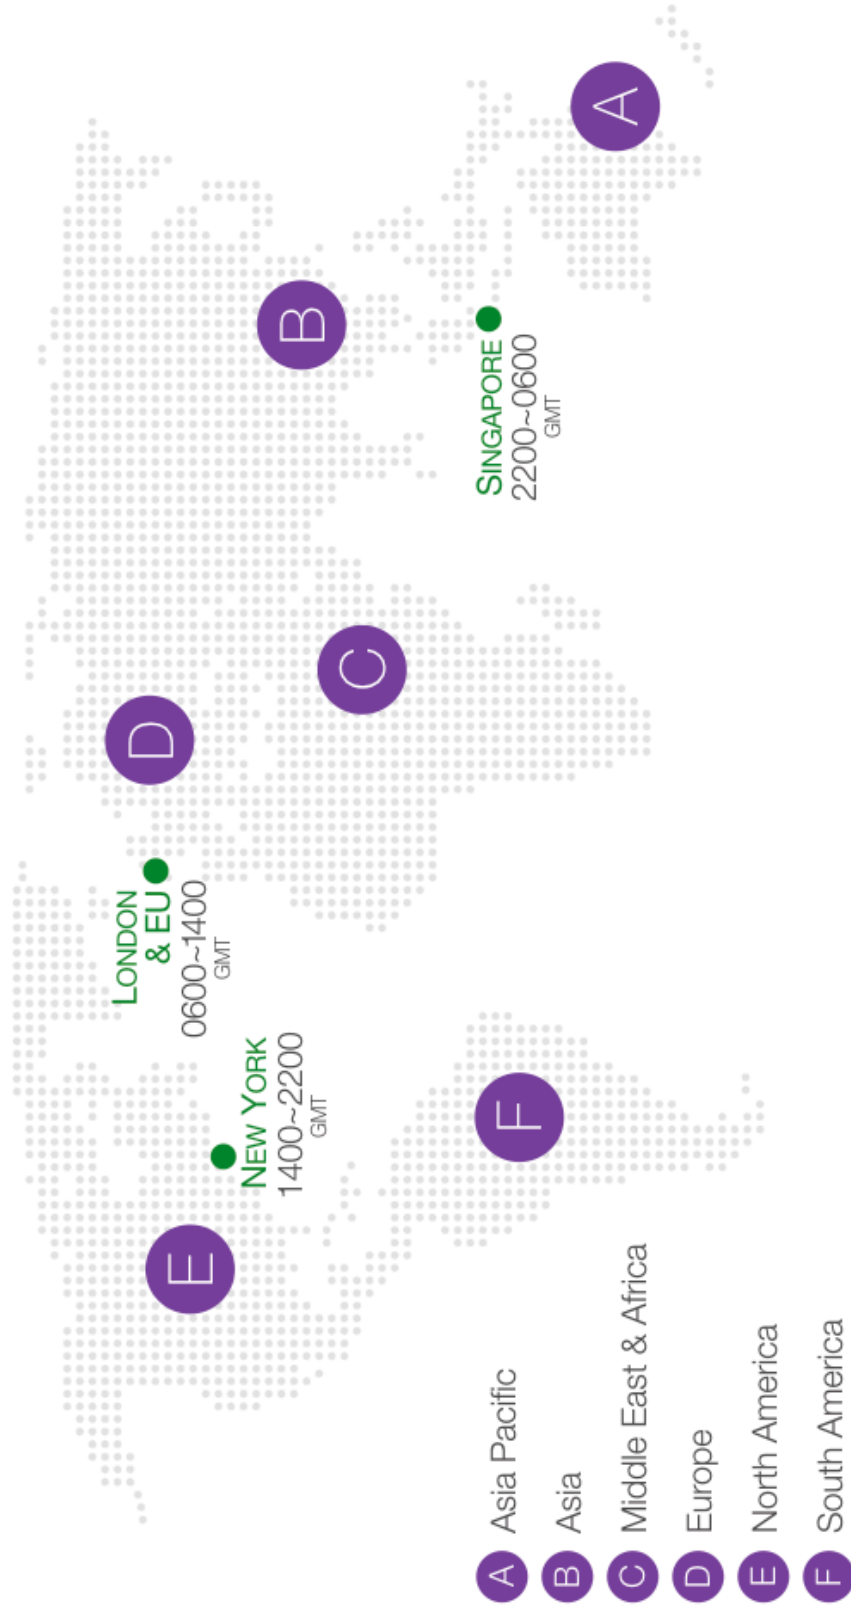 D
B
E
C
A
F
LONDON
& EU
0600~1400
GMT
NEW YORK
1400~2200
GMT
SINGAPORE
2200~0600
GMT
A Asia Pacific
B Asia
C Middle East & Africa
D Europe
E North America
F South America